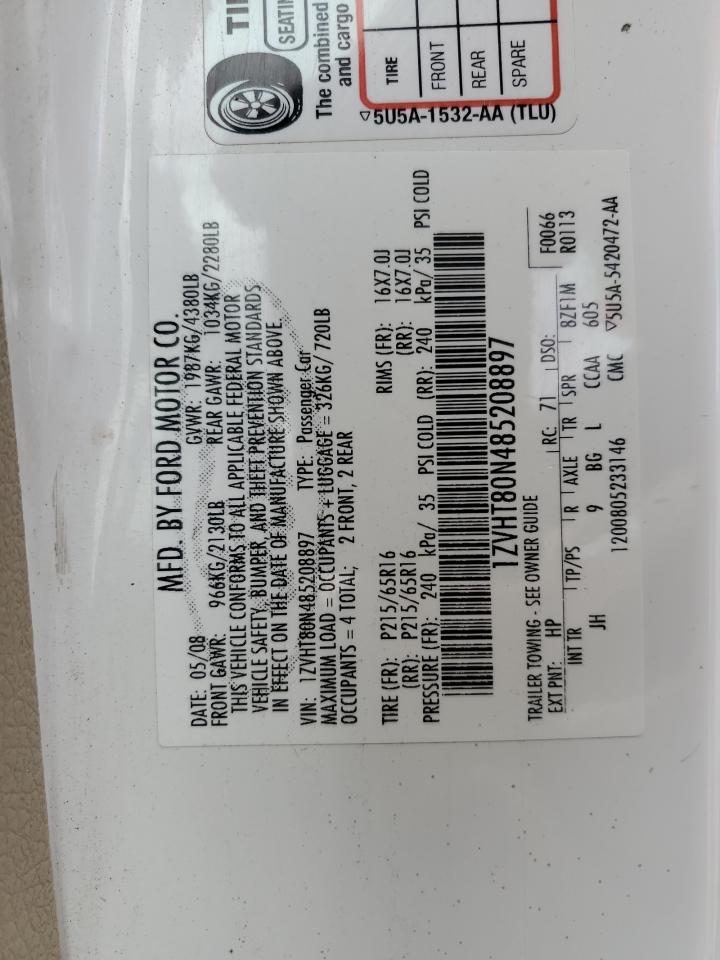 TI
SEATIN
The combined
and cargo
TIRE
FRONT
REAR
SPARE
5U5A-1532-AA (TLU)
MFD. BY FORD MOTOR CO.
DATE: 05/08 GVWR: 1987KG/4380LB
FRONT GAWR: 966KG/2130LB REAR GAWR: 1034KG/2280LB
THIS VEHICLE CONFORMS TO ALL APPLICABLE FEDERAL MOTOR
VEHICLE SAFETY, BUMPER, AND THEFT PREVENTION STANDARDS
IN EFFECT ON THE DATE OF MANUFACTURE SHOWN ABOVE.
VIN: 1ZVHT80N485208897 TYPE: Passenger Car
MAXIMUM LOAD = OCCUPANTS + LUGGAGE = 326KG/ 720LB
OCCUPANTS = 4 TOTAL; 2 FRONT, 2 REAR
TIRE (FR): P215/65R16 RIMS (FR): 16X7.0J
(RR): P215/65R16 (RR): 16X7.0J
PRESSURE (FR): 240 kPa/ 35 PSI COLD (RR): 240 kPa/ 35 PSI COLD
1ZVHT80N485208897
TRAILER TOWING - SEE OWNER GUIDE
EXT PNT: HP RC: 71 DSO: F0066
INT TR TP/PS R AXLE TR SPR 8ZF1M R0113
JH 9 BG L CCAA 605
1200805233146 CMC 5U5A-5420472-AA